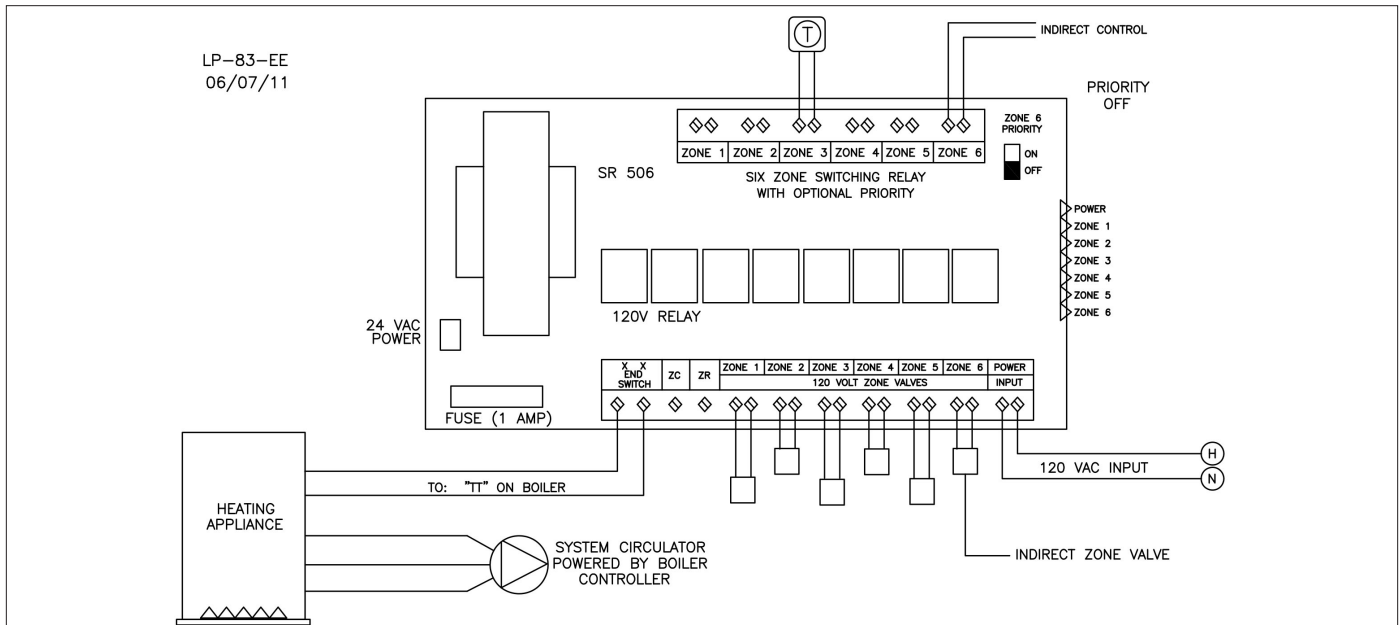 LP-83-EE
06/07/11
T
INDIRECT CONTROL
PRIORITY
OFF
ZONE 6
PRIORITY
ON
OFF
ZONE 1 ZONE 2 ZONE 3 ZONE 4 ZONE 5 ZONE 6
SR 506
SIX ZONE SWITCHING RELAY
WITH OPTIONAL PRIORITY
POWER
ZONE 1
ZONE 2
ZONE 3
ZONE 4
ZONE 5
ZONE 6
120V RELAY
24 VAC
POWER
FUSE (1 AMP)
X X
END
SWITCH
ZC
ZR
ZONE 1 ZONE 2 ZONE 3 ZONE 4 ZONE 5 ZONE 6
120 VOLT ZONE VALVES
POWER
INPUT
H
120 VAC INPUT
N
TO: "TT" ON BOILER
HEATING
APPLIANCE
SYSTEM CIRCULATOR
POWERED BY BOILER
CONTROLLER
INDIRECT ZONE VALVE